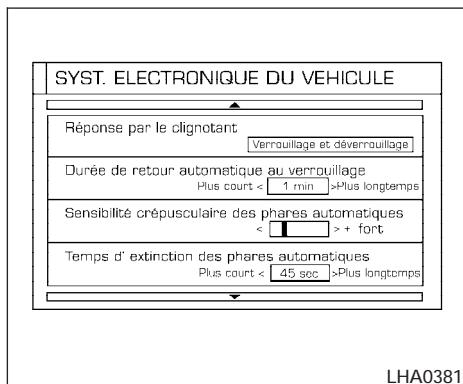 SYST. ELECTRONIQUE DU VEHICULE
Réponse par le clignotant
Verrouillage et déverrouillage
Durée de retour automatique au verrouillage
Plus court < 1 min >Plus longtemps
Sensibilité crépusculaire des phares automatiques
< > + fort
Temps d' extinction des phares automatiques
Plus court < 45 sec >Plus longtemps
LHA0381